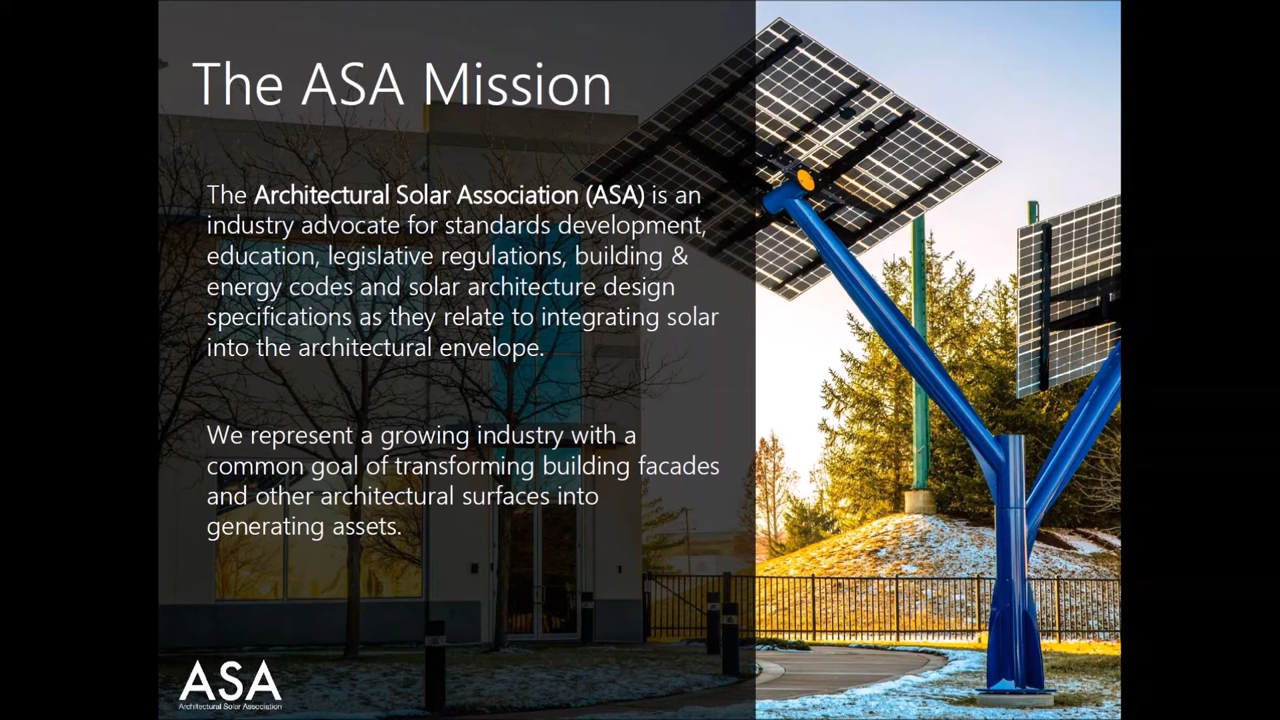 The ASA Mission
The Architectural Solar Association (ASA) is an
industry advocate for standards development,
education, legislative regulations, building &
energy codes and solar architecture design
specifications as they relate to integrating solar
into the architectural envelope.
We represent a growing industry with a
common goal of transforming building facades
and other architectural surfaces into
generating assets.
ASA
Architectural Solar Association